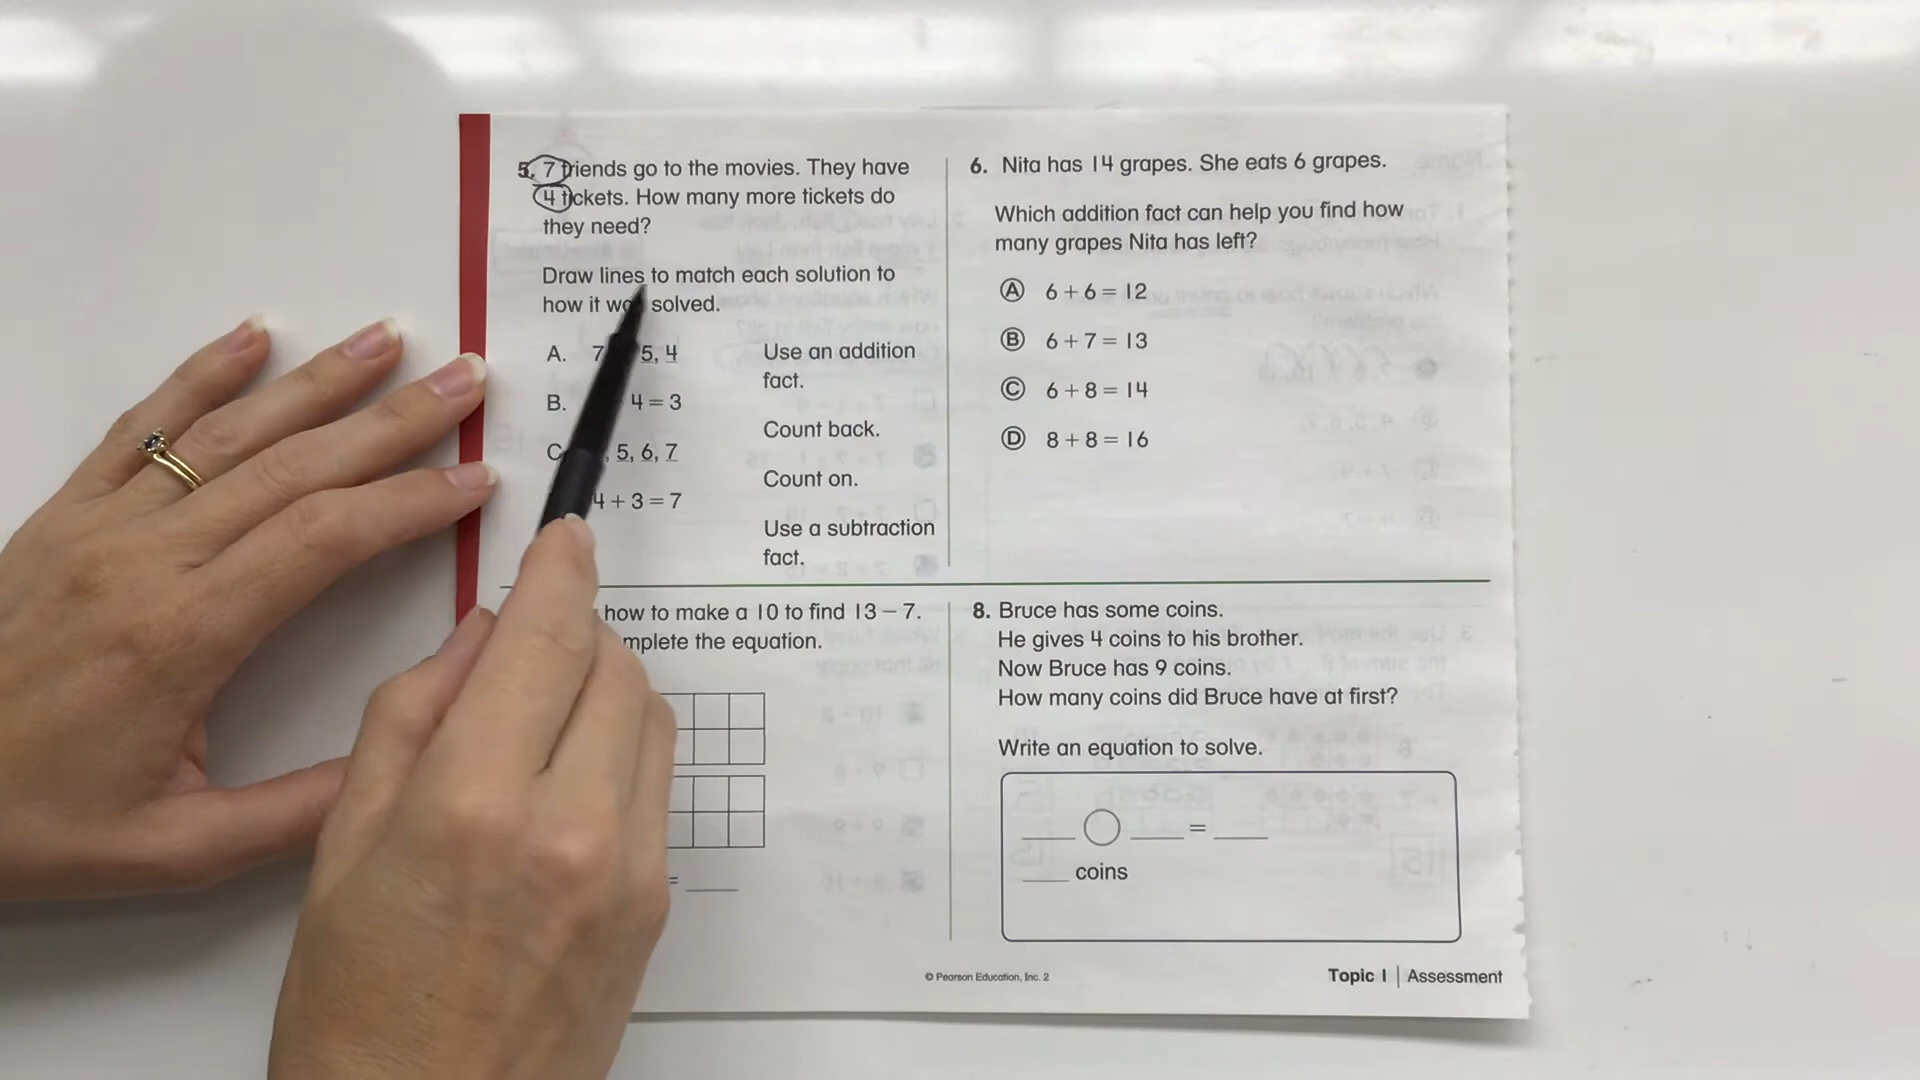 5. 7 friends go to the movies. They have
4 tickets. How many more tickets do
they need?
Draw lines to match each solution to
how it was solved.
A. 7 5, 4
Use an addition
fact.
B. 4 = 3
Count back.
C. , 5, 6, 7
Count on.
4 + 3 = 7
Use a subtraction
fact.
6. Nita has 14 grapes. She eats 6 grapes.
Which addition fact can help you find how
many grapes Nita has left?
A 6 + 6 = 12
B 6 + 7 = 13
C 6 + 8 = 14
D 8 + 8 = 16
how to make a 10 to find 13 − 7.
the equation.
= ____
8. Bruce has some coins.
He gives 4 coins to his brother.
Now Bruce has 9 coins.
How many coins did Bruce have at first?
Write an equation to solve.
____ ◯ ____ = ____
____ coins
© Pearson Education, Inc. 2
Topic 1 | Assessment